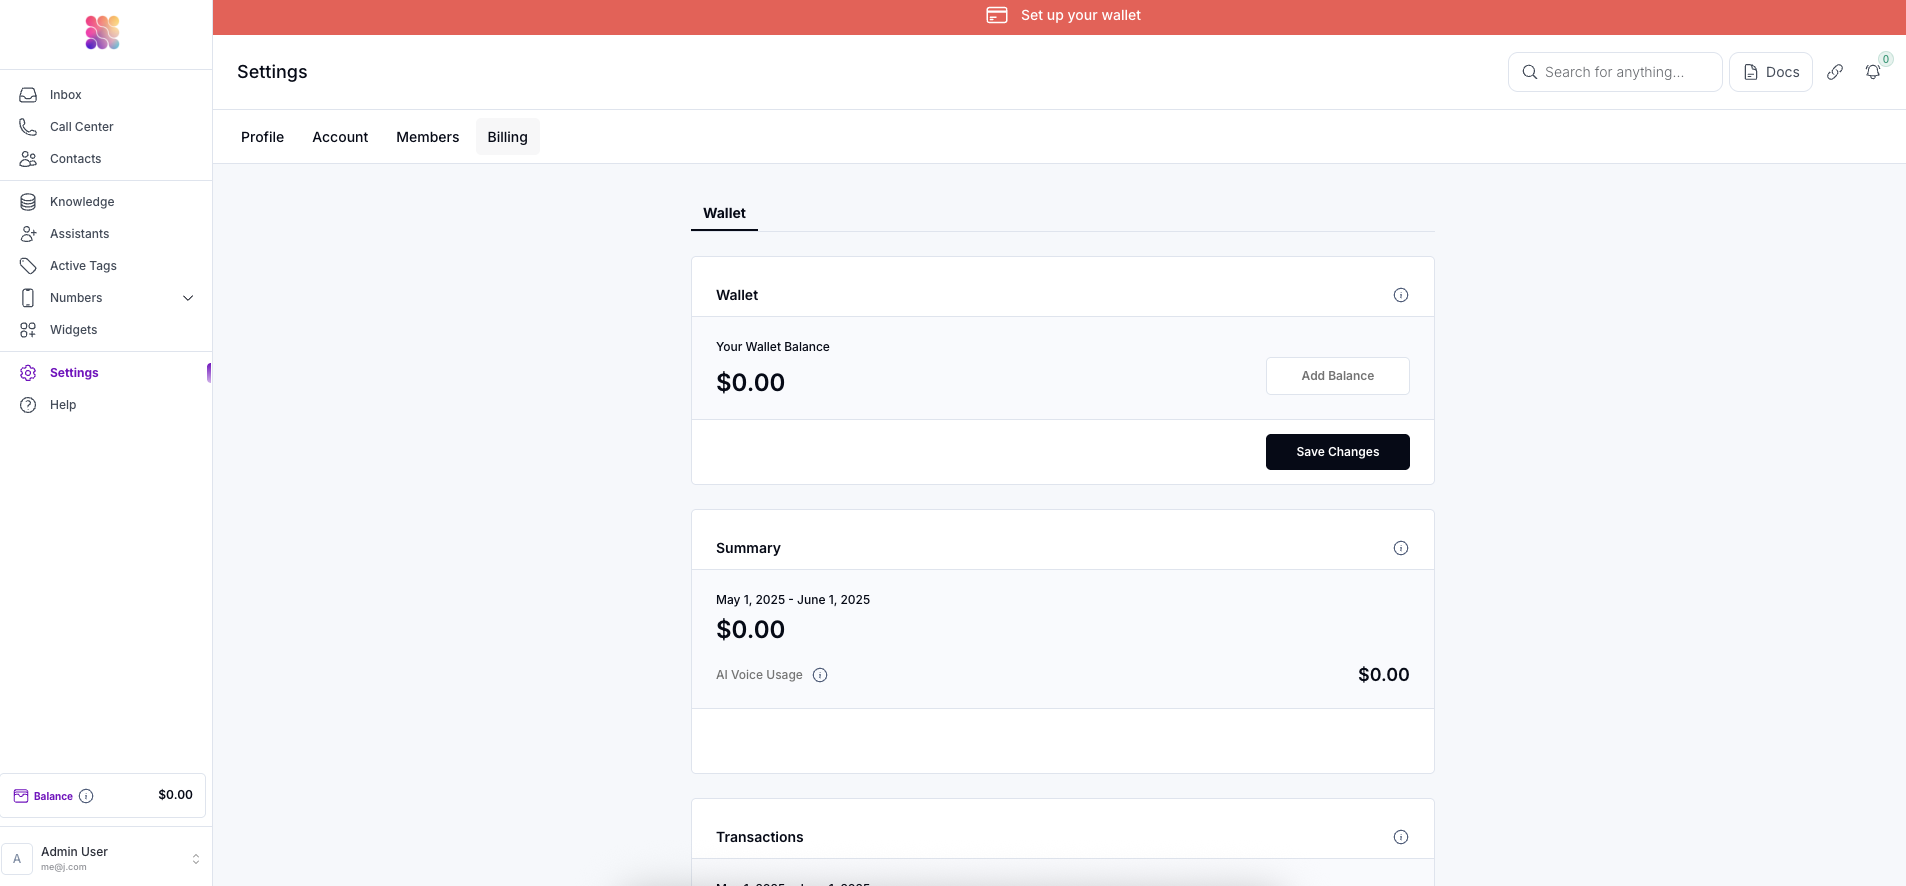 Set up your wallet
Settings
Search for anything...
Docs
0
Inbox
Call Center
Contacts
Knowledge
Assistants
Active Tags
Numbers
Widgets
Settings
Help
Balance
$0.00
A
Admin User
me@j.com
Profile
Account
Members
Billing
Wallet
Wallet
Your Wallet Balance
$0.00
Add Balance
Save Changes
Summary
May 1, 2025 - June 1, 2025
$0.00
AI Voice Usage
$0.00
Transactions